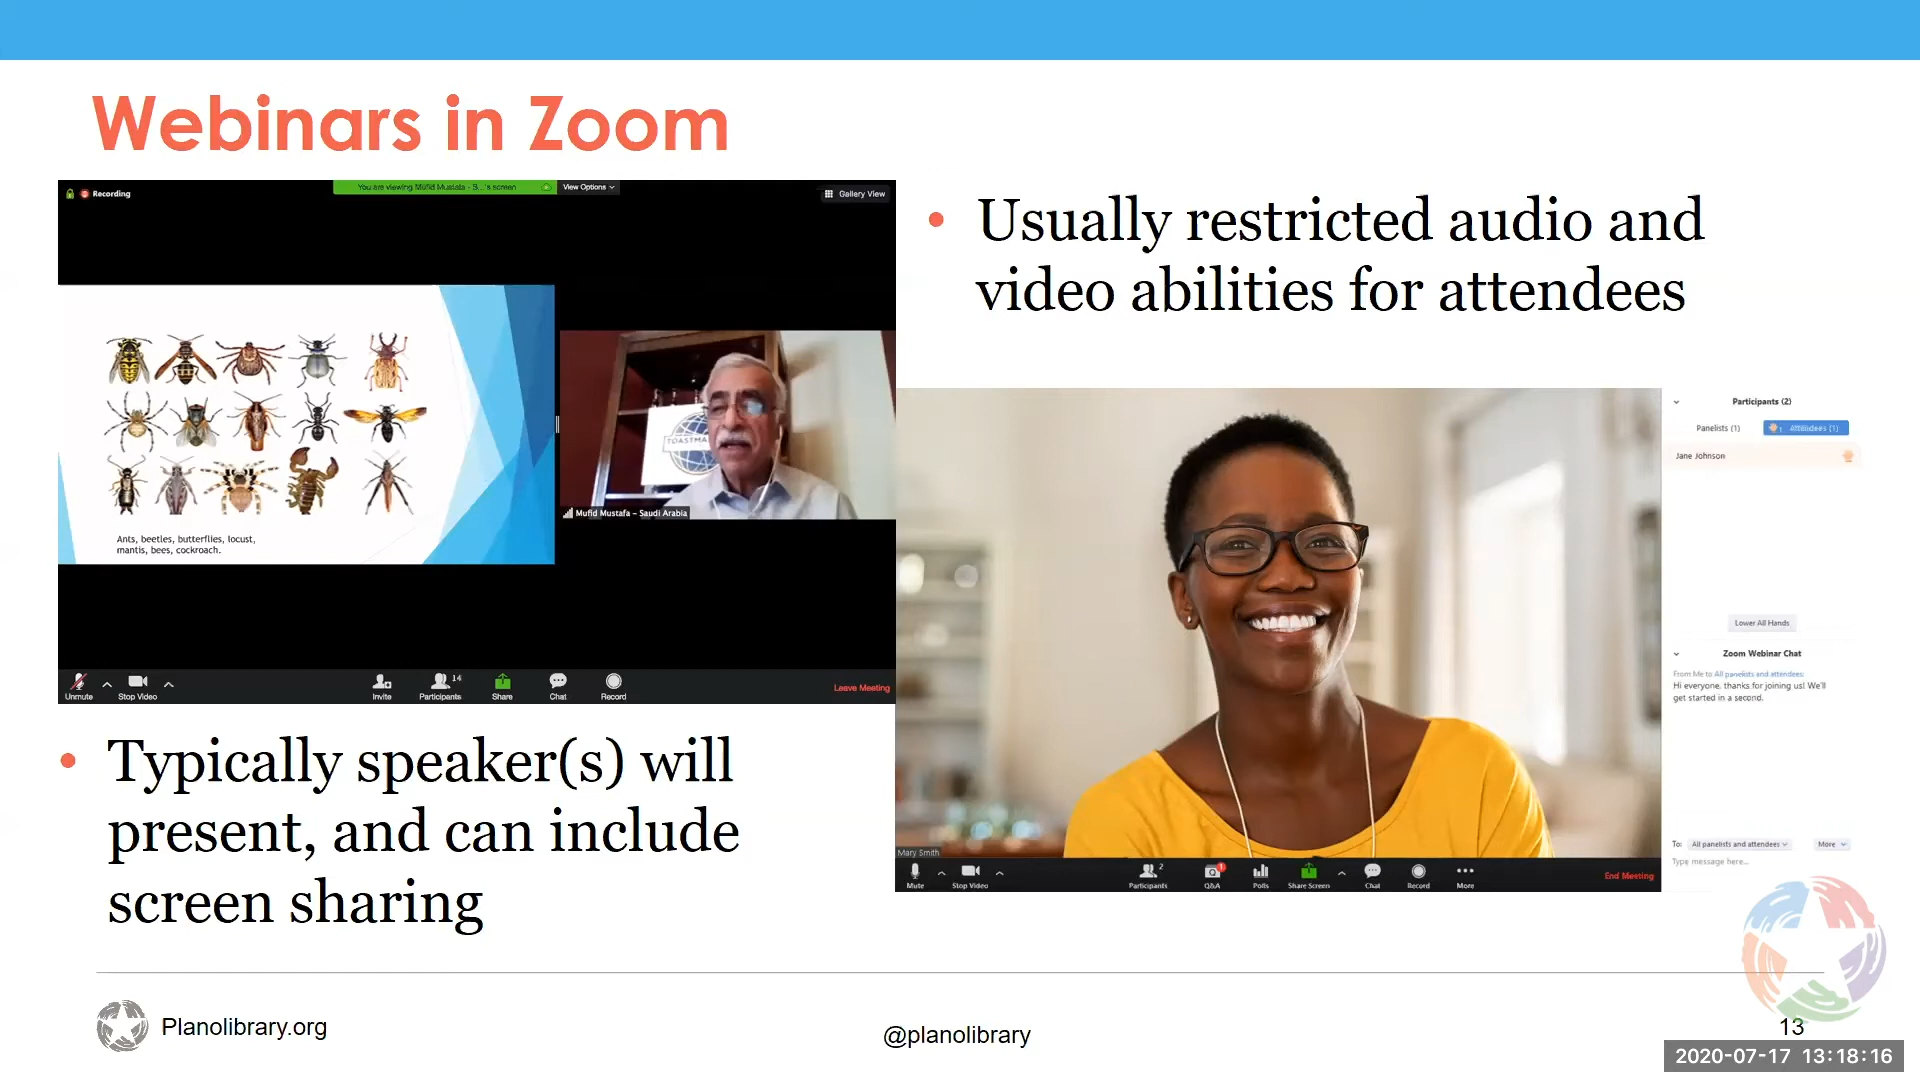 Webinars in Zoom
Recording
You are viewing Mufid Mustafa - S...'s screen
View Options
Gallery View
Ants, beetles, butterflies, locust,
mantis, bees, cockroach.
TOASTMA
Mufid Mustafa – Saudi Arabia
Unmute
Stop Video
Invite
Participants
14
Share
Chat
Record
Leave Meeting
• Usually restricted audio and
video abilities for attendees
Mary Smith
Mute
Stop Video
Participants
2
Q&A
1
Polls
Share Screen
Chat
Record
More
End Meeting
Participants (2)
Panelists (1)
1 Attendees (1)
Jane Johnson
Lower All Hands
Zoom Webinar Chat
From Me to All panelists and attendees:
Hi everyone, thanks for joining us! We'll
get started in a second.
To: All panelists and attendees
More
Type message here...
• Typically speaker(s) will
present, and can include
screen sharing
Planolibrary.org
@planolibrary
13
2020-07-17 13:18:16